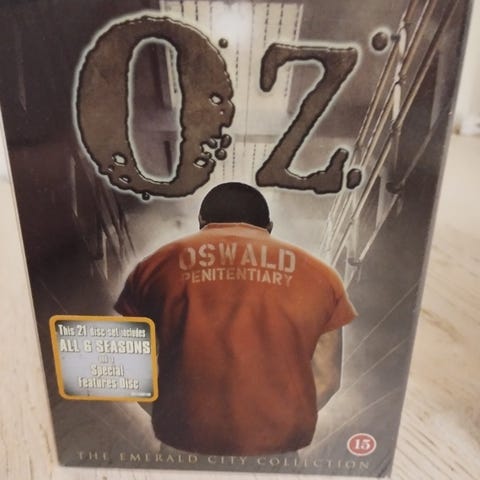 OZ.
OSWALD
PENITENTIARY
This 21 disc set includes
ALL 6 SEASONS
Special
Features Disc
15
THE EMERALD CITY COLLECTION